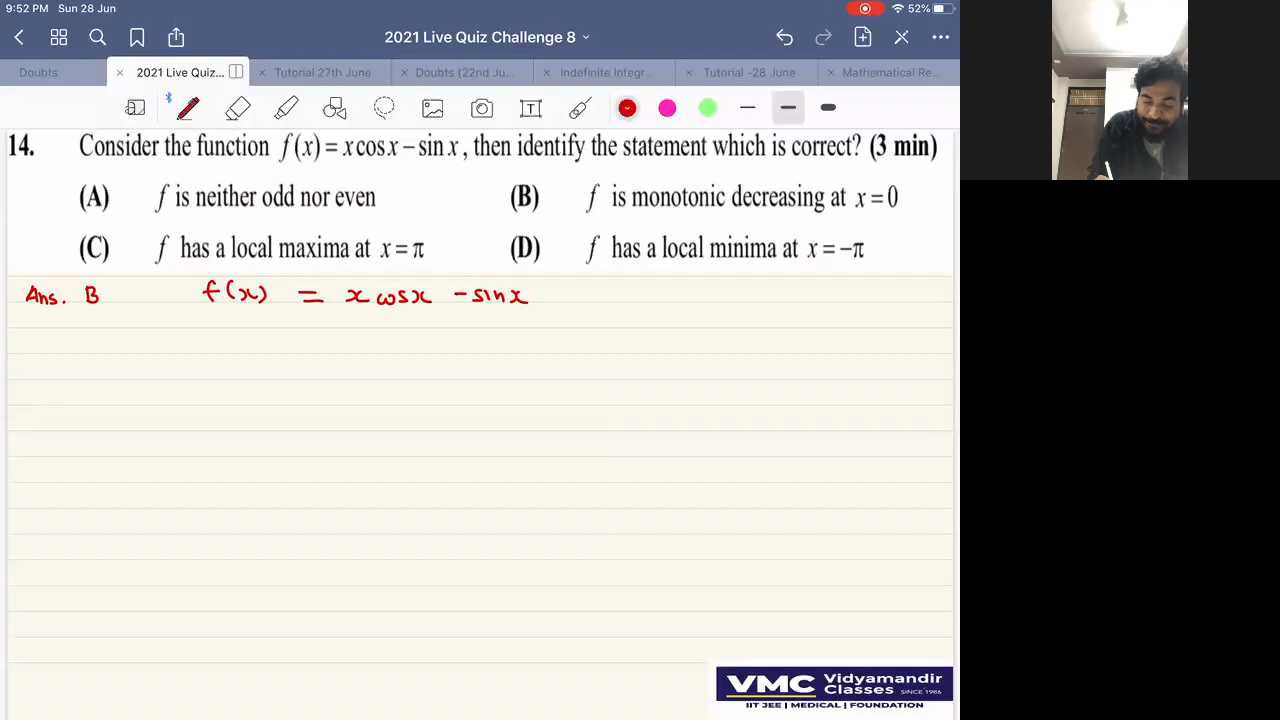 9:52 PM Sun 28 Jun 52%
2021 Live Quiz Challenge 8
Doubts 2021 Live Quiz... Tutorial 27th June Doubts (22nd Ju... Indefinite Integr... Tutorial -28 June Mathematical Re...
14. Consider the function f(x) = x cos x − sin x, then identify the statement which is correct? (3 min)
(A) f is neither odd nor even (B) f is monotonic decreasing at x = 0
(C) f has a local maxima at x = π (D) f has a local minima at x = −π
Ans. B f(x) = x cosx - sinx
VMC Vidyamandir Classes SINCE 1986
IIT JEE | MEDICAL | FOUNDATION